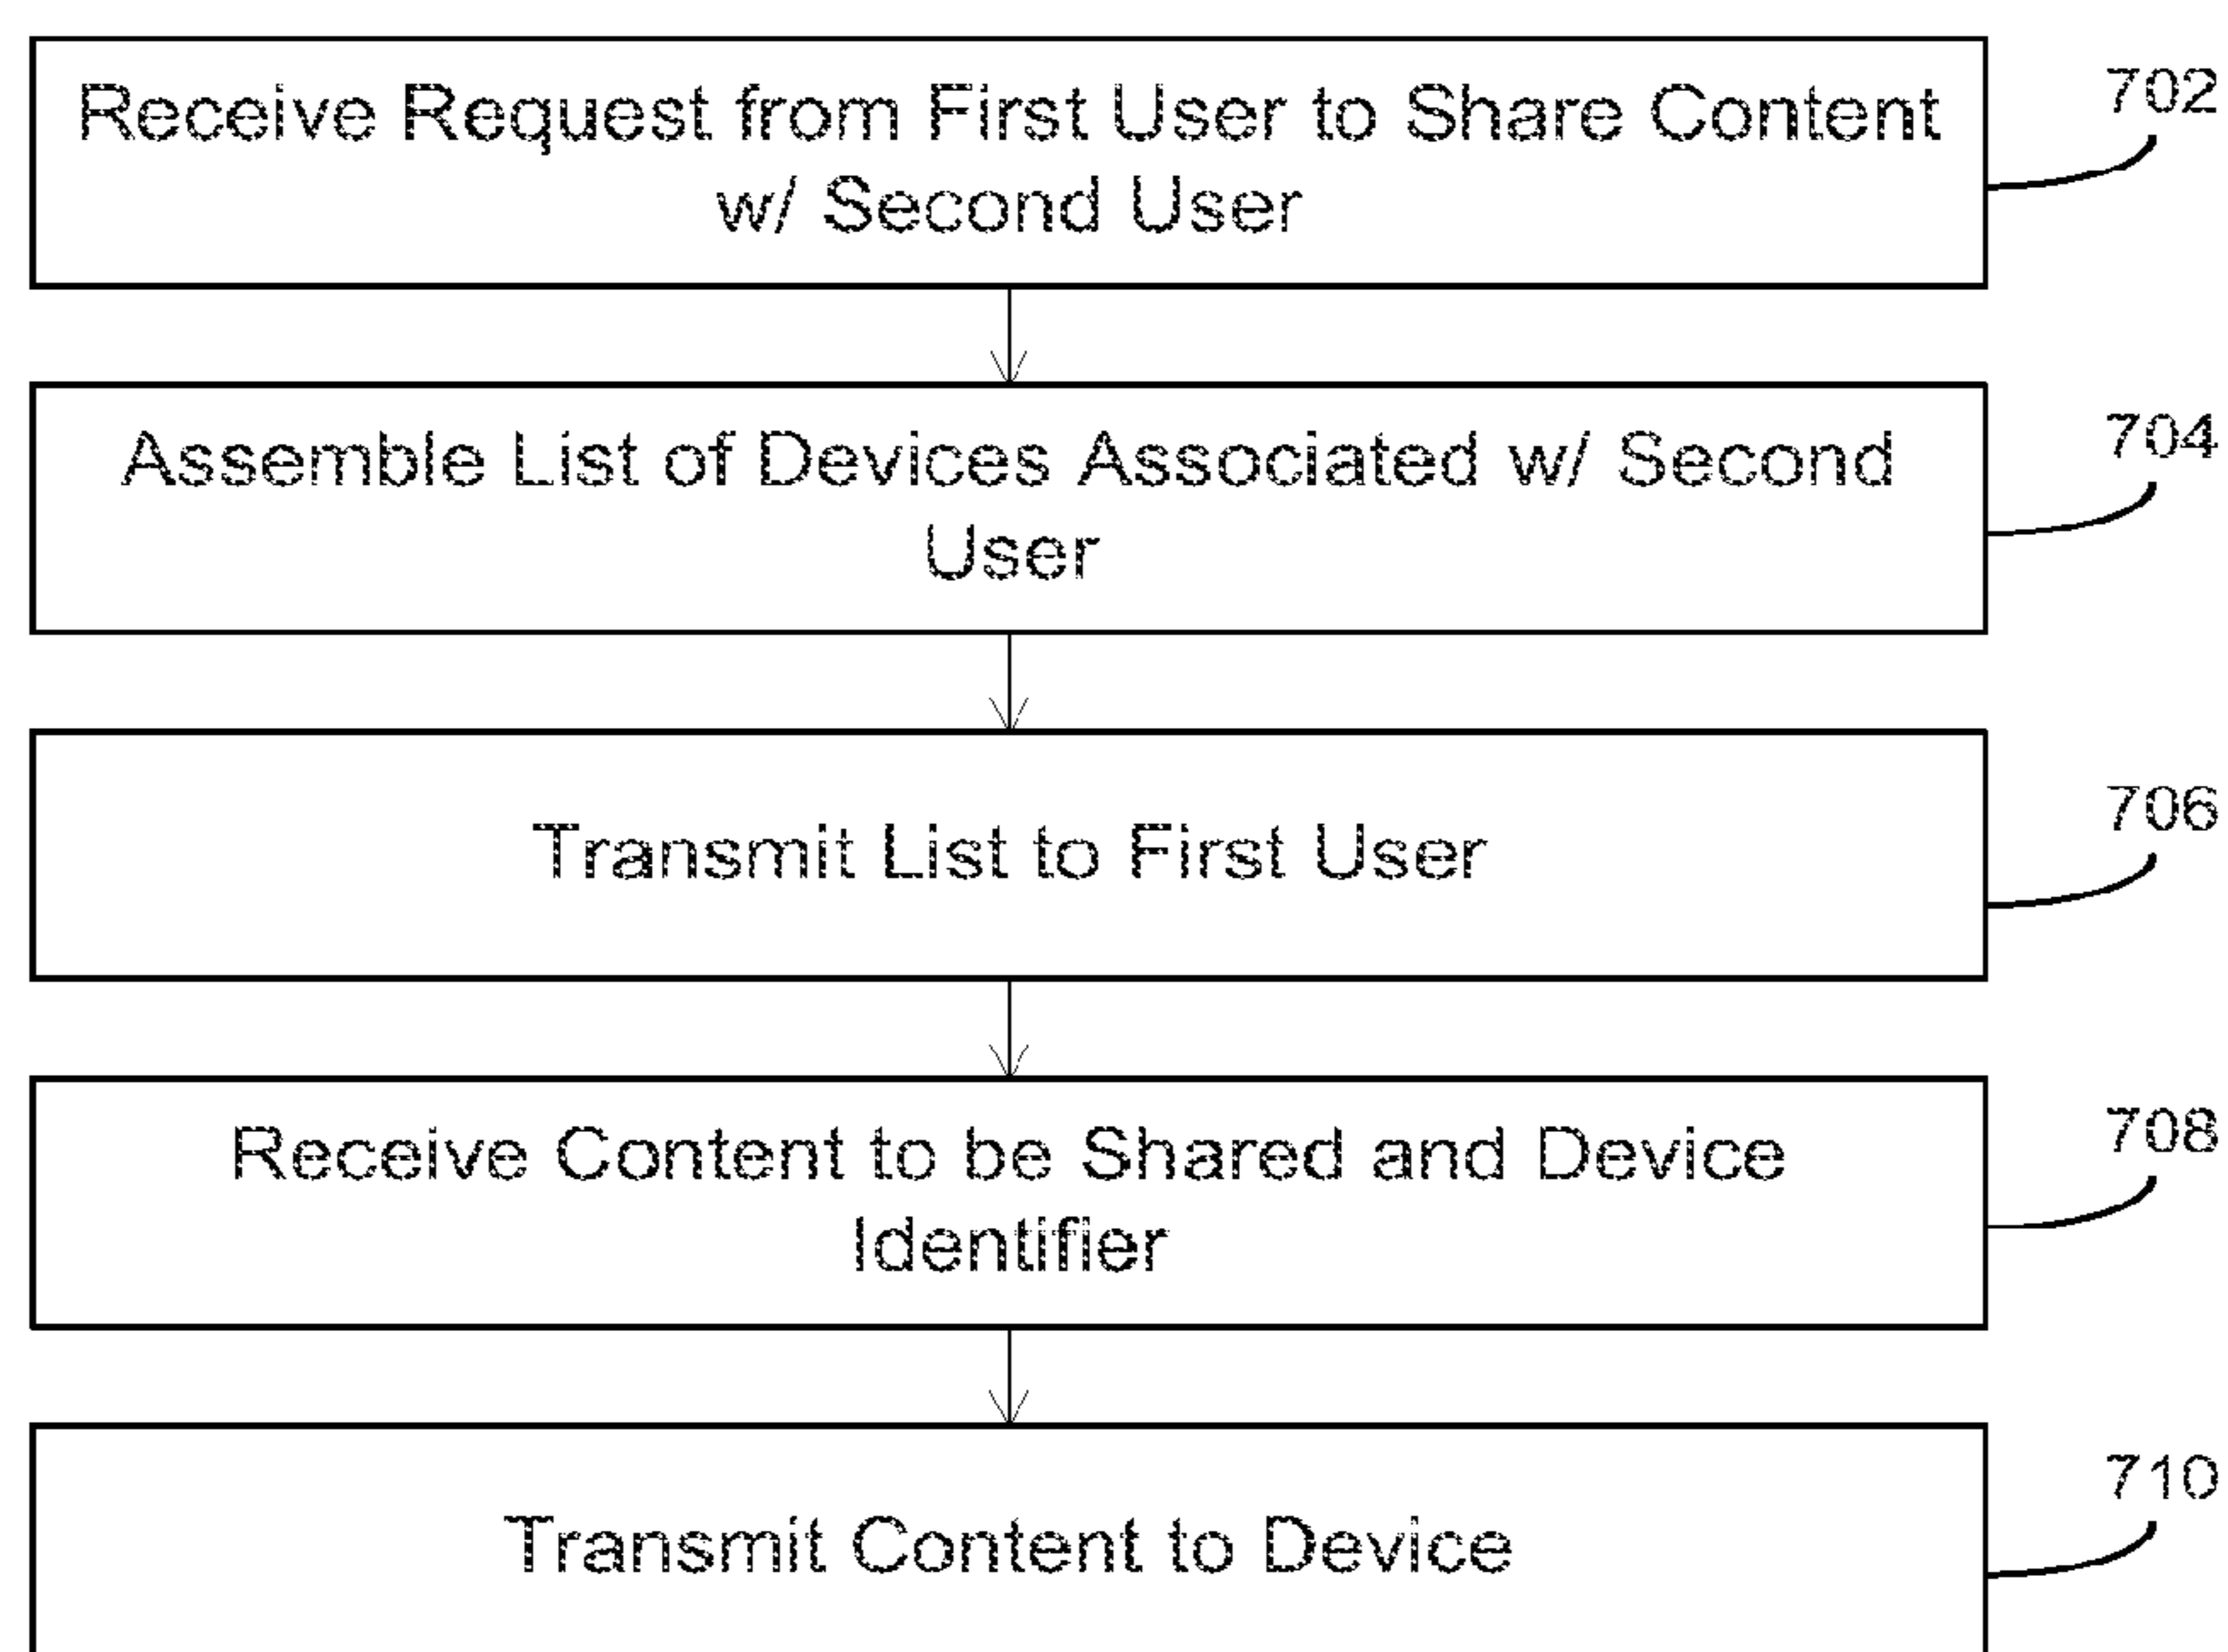 Receive Request from First User to Share Content
w/ Second User
702
Assemble List of Devices Associated w/ Second
User
704
Transmit List to First User
706
Receive Content to be Shared and Device
Identifier
708
Transmit Content to Device
710